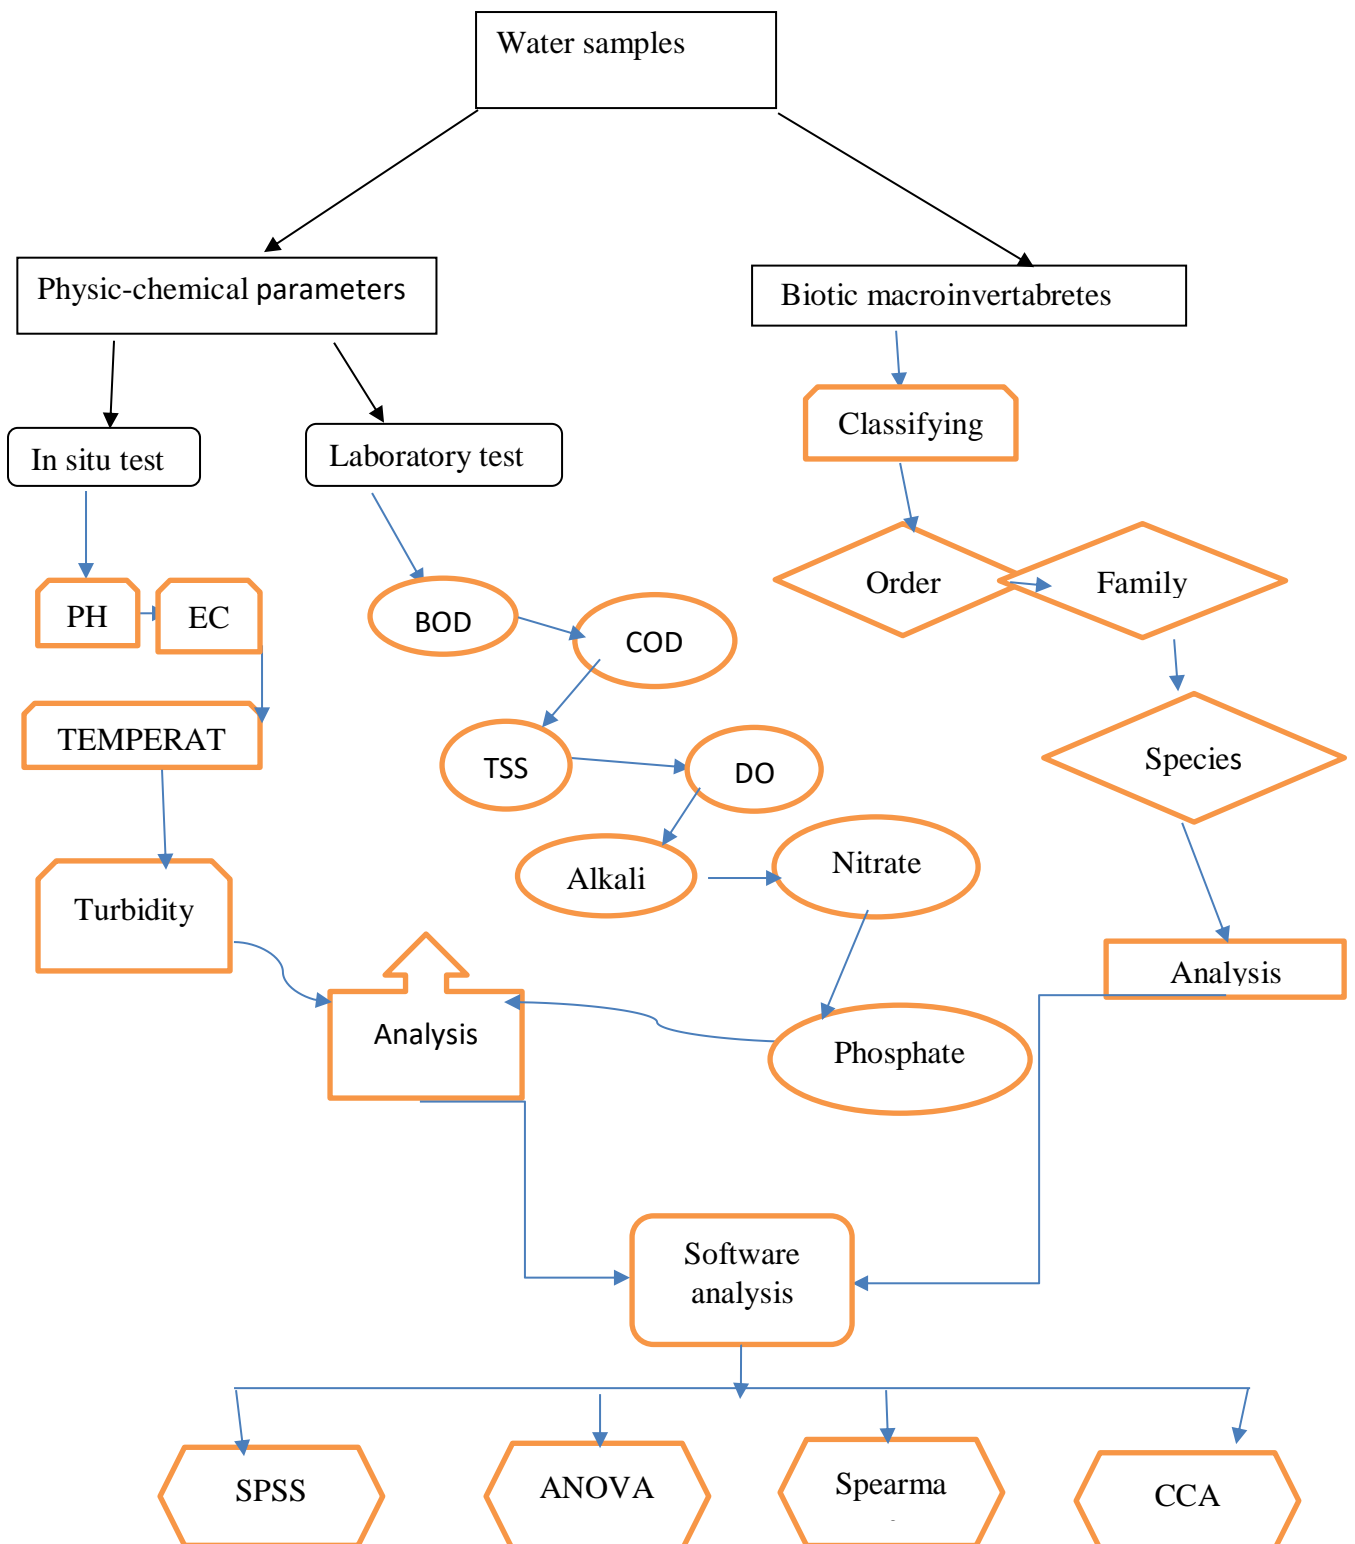 Water samples
Physic-chemical parameters
Biotic macroinvertabretes
Classifying
In situ test
Laboratory test
Order
Family
PH
EC
BOD
COD
TEMPERAT
TSS
DO
Species
Alkali
Nitrate
Turbidity
Analysis
Analysis
Phosphate
Software
analysis
SPSS
ANOVA
Spearma
CCA